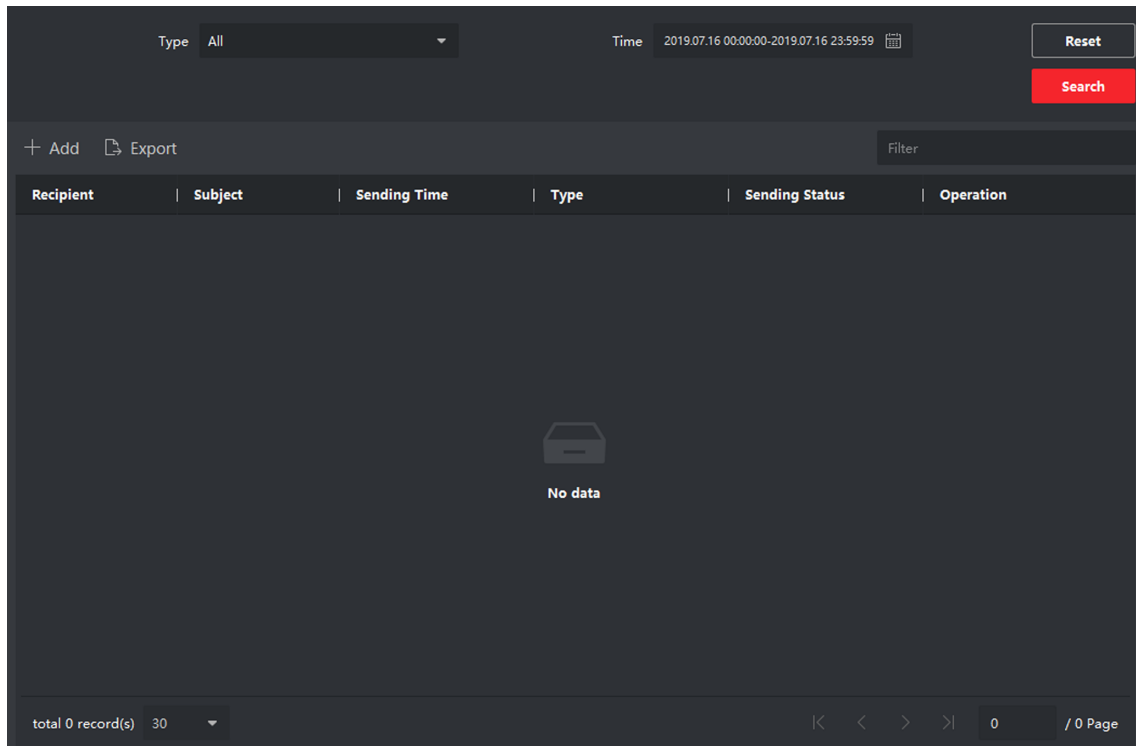 Type All Time 2019.07.16 00:00:00-2019.07.16 23:59:59 Reset
Search
Add Export Filter
Recipient Subject Sending Time Type Sending Status Operation
No data
total 0 record(s) 30 0 / 0 Page